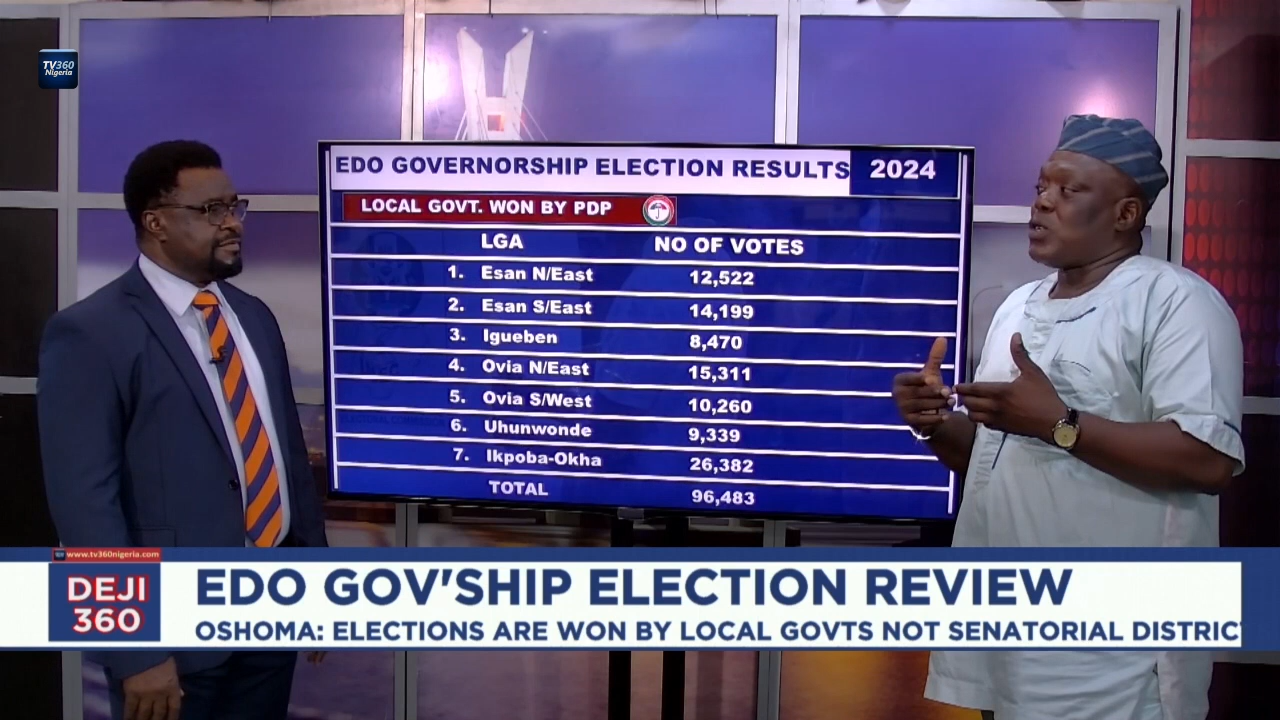 TV360
Nigeria
EDO GOVERNORSHIP ELECTION RESULTS 2024
LOCAL GOVT. WON BY PDP
LGA NO OF VOTES
1. Esan N/East 12,522
2. Esan S/East 14,199
3. Igueben 8,470
4. Ovia N/East 15,311
5. Ovia S/West 10,260
6. Uhunwonde 9,339
7. Ikpoba-Okha 26,382
TOTAL 96,483
www.tv360nigeria.com
DEJI
360
EDO GOV'SHIP ELECTION REVIEW
OSHOMA: ELECTIONS ARE WON BY LOCAL GOVTS NOT SENATORIAL DISTRIC